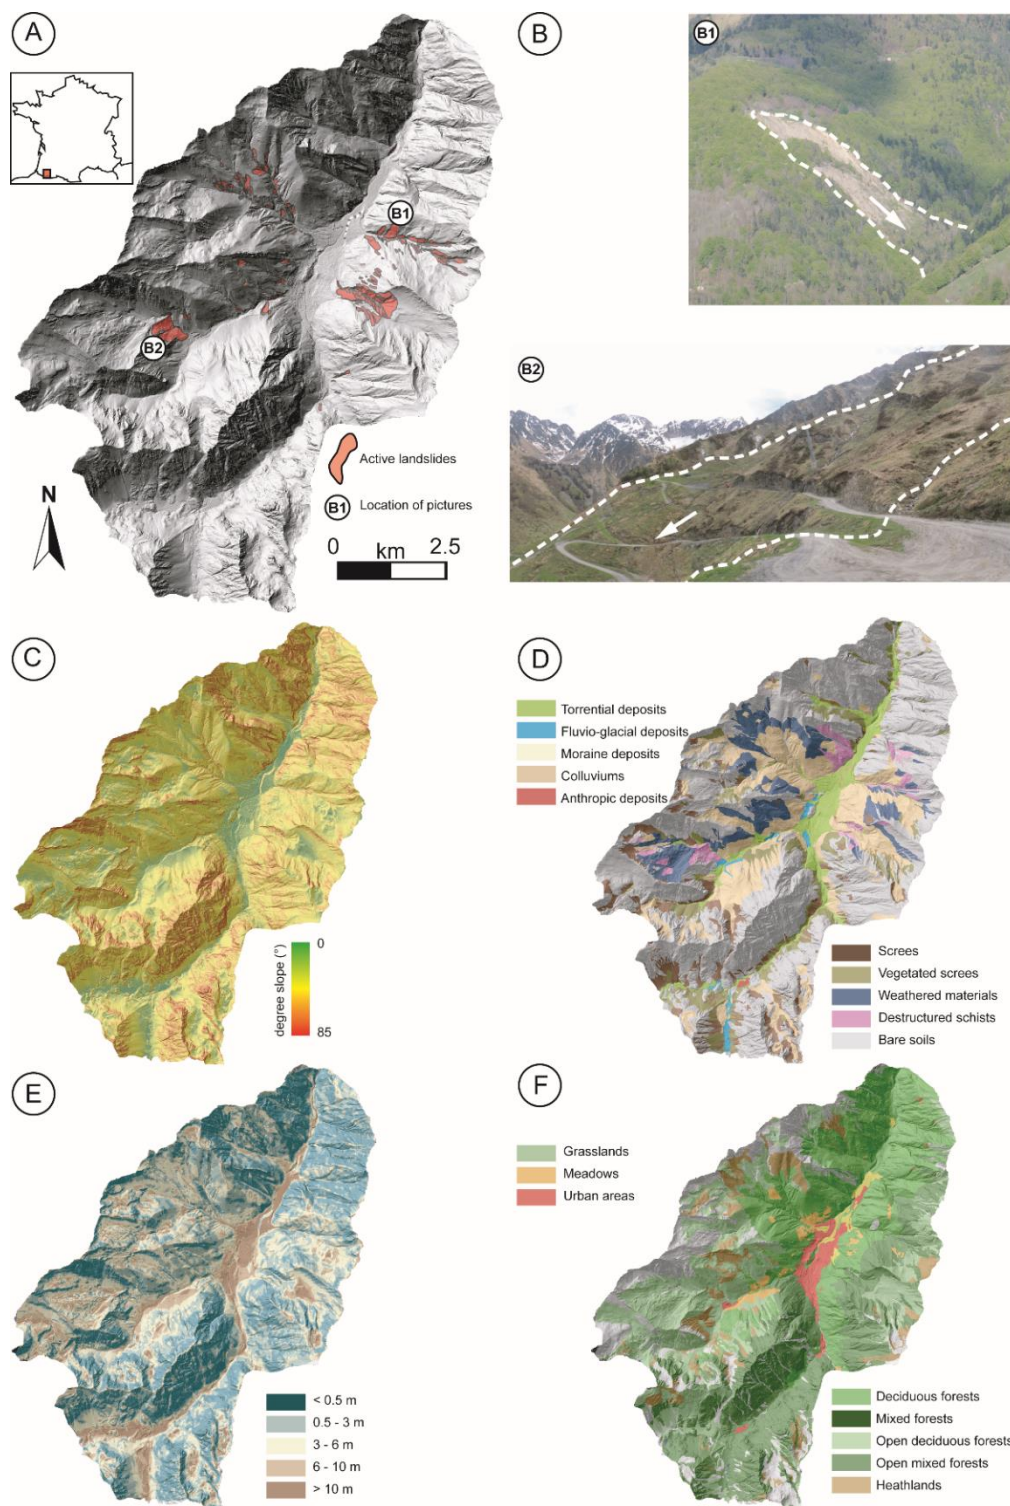 A
B1
B2
Active landslides
B1 Location of pictures
N
0 km 2.5
B
B1
B2
C
degree slope (°)
0
85
D
Torrential deposits
Fluvio-glacial deposits
Moraine deposits
Colluviums
Anthropic deposits
Screes
Vegetated screes
Weathered materials
Destructured schists
Bare soils
E
< 0.5 m
0.5 - 3 m
3 - 6 m
6 - 10 m
> 10 m
F
Grasslands
Meadows
Urban areas
Deciduous forests
Mixed forests
Open deciduous forests
Open mixed forests
Heathlands